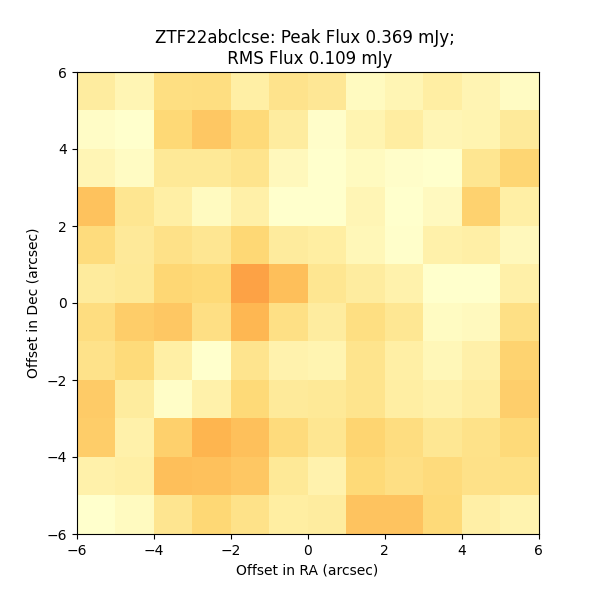 ZTF22abclcse: Peak Flux 0.369 mJy;
RMS Flux 0.109 mJy
6
4
2
0
−2
−4
−6
Offset in Dec (arcsec)
−6 −4 −2 0 2 4 6
Offset in RA (arcsec)